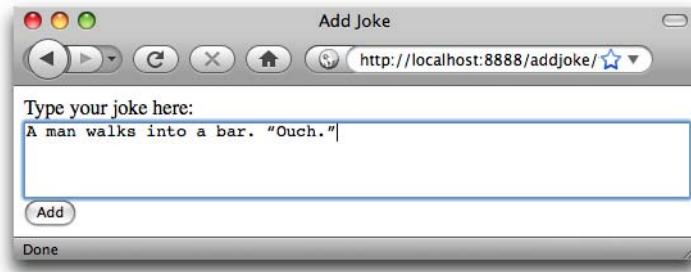 Add Joke
http://localhost:8888/addjoke/
Type your joke here:
A man walks into a bar. “Ouch.”
Add
Done